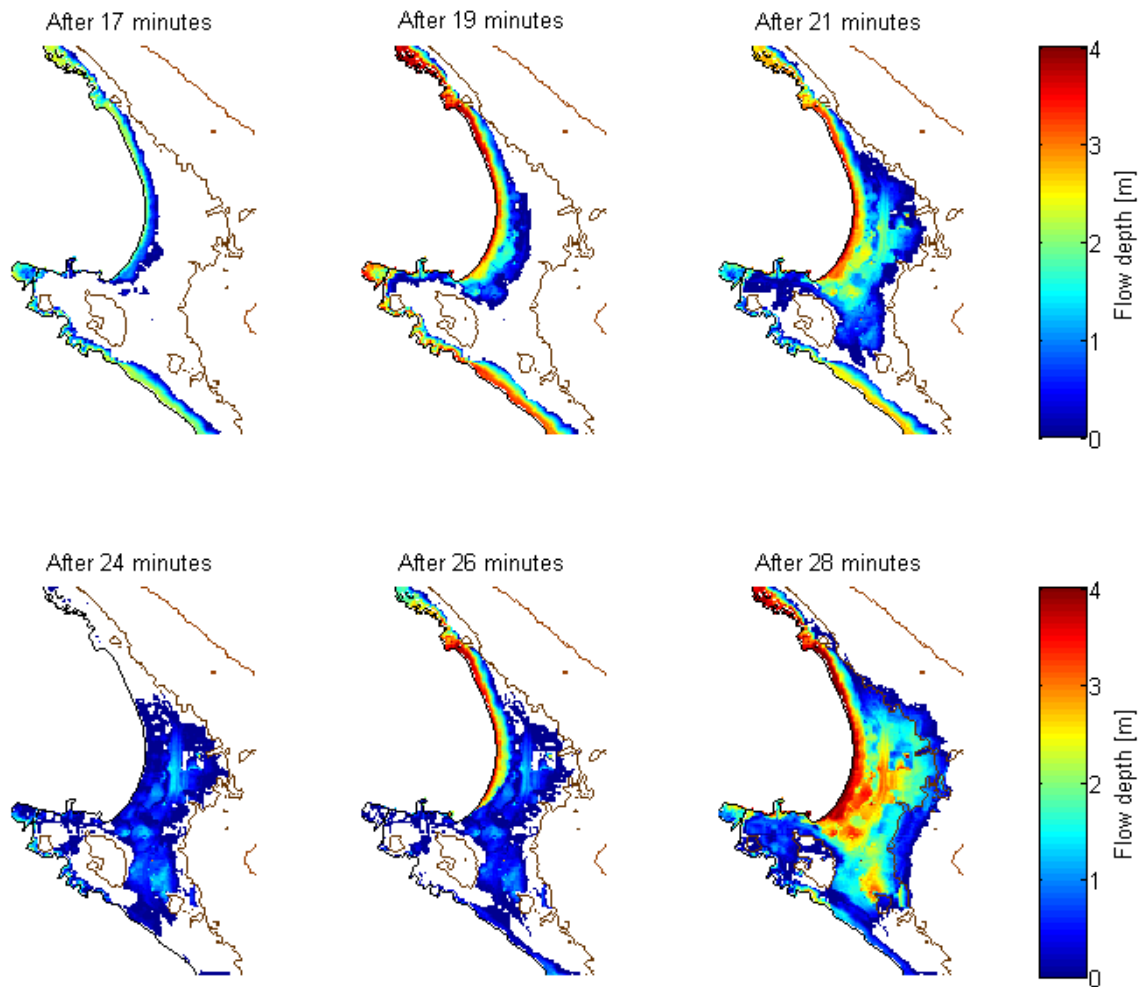 After 17 minutes
After 19 minutes
After 21 minutes
4
3
2
1
0
Flow depth [m]
After 24 minutes
After 26 minutes
After 28 minutes
4
3
2
1
0
Flow depth [m]